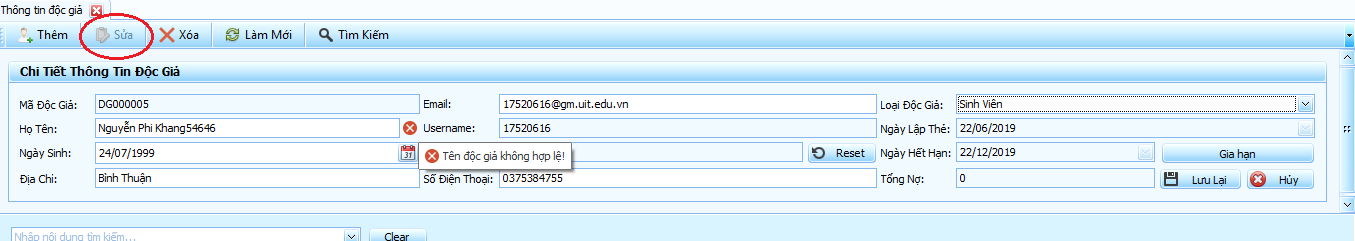 Thông tin độc giả
Thêm Sửa Xóa Làm Mới Tìm Kiếm
Chi Tiết Thông Tin Độc Giả
Mã Độc Giả: DG000005 Email: 17520616@gm.uit.edu.vn Loại Độc Giả: Sinh Viên
Họ Tên: Nguyễn Phi Khang54646 Username: 17520616 Ngày Lập Thẻ: 22/06/2019
Ngày Sinh: 24/07/1999 31 Tên độc giả không hợp lệ! Reset Ngày Hết Hạn: 22/12/2019 Gia hạn
Địa Chỉ: Bình Thuận Số Điện Thoại: 0375384755 Tổng Nợ: 0 Lưu Lại Hủy
Nhập nội dung tìm kiếm... Clear